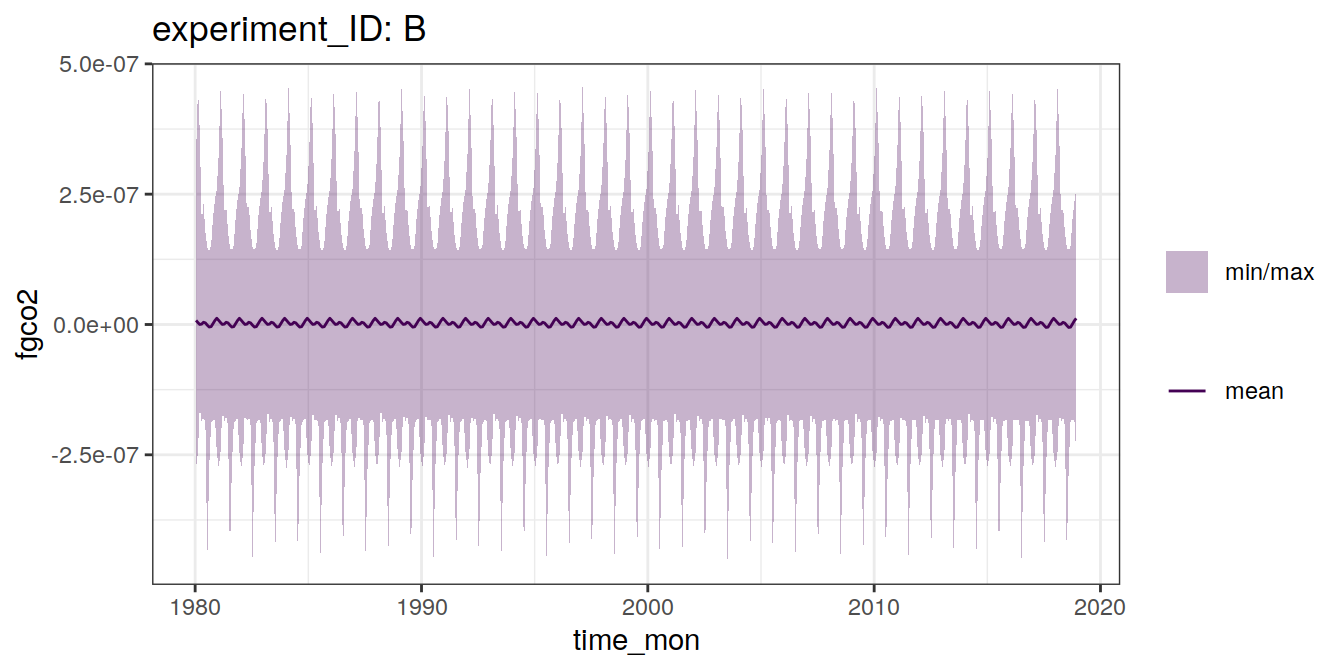 experiment_ID: B
5.0e-07
2.5e-07
0.0e+00
-2.5e-07
fgco2
1980
1990
2000
2010
2020
time_mon
min/max
mean